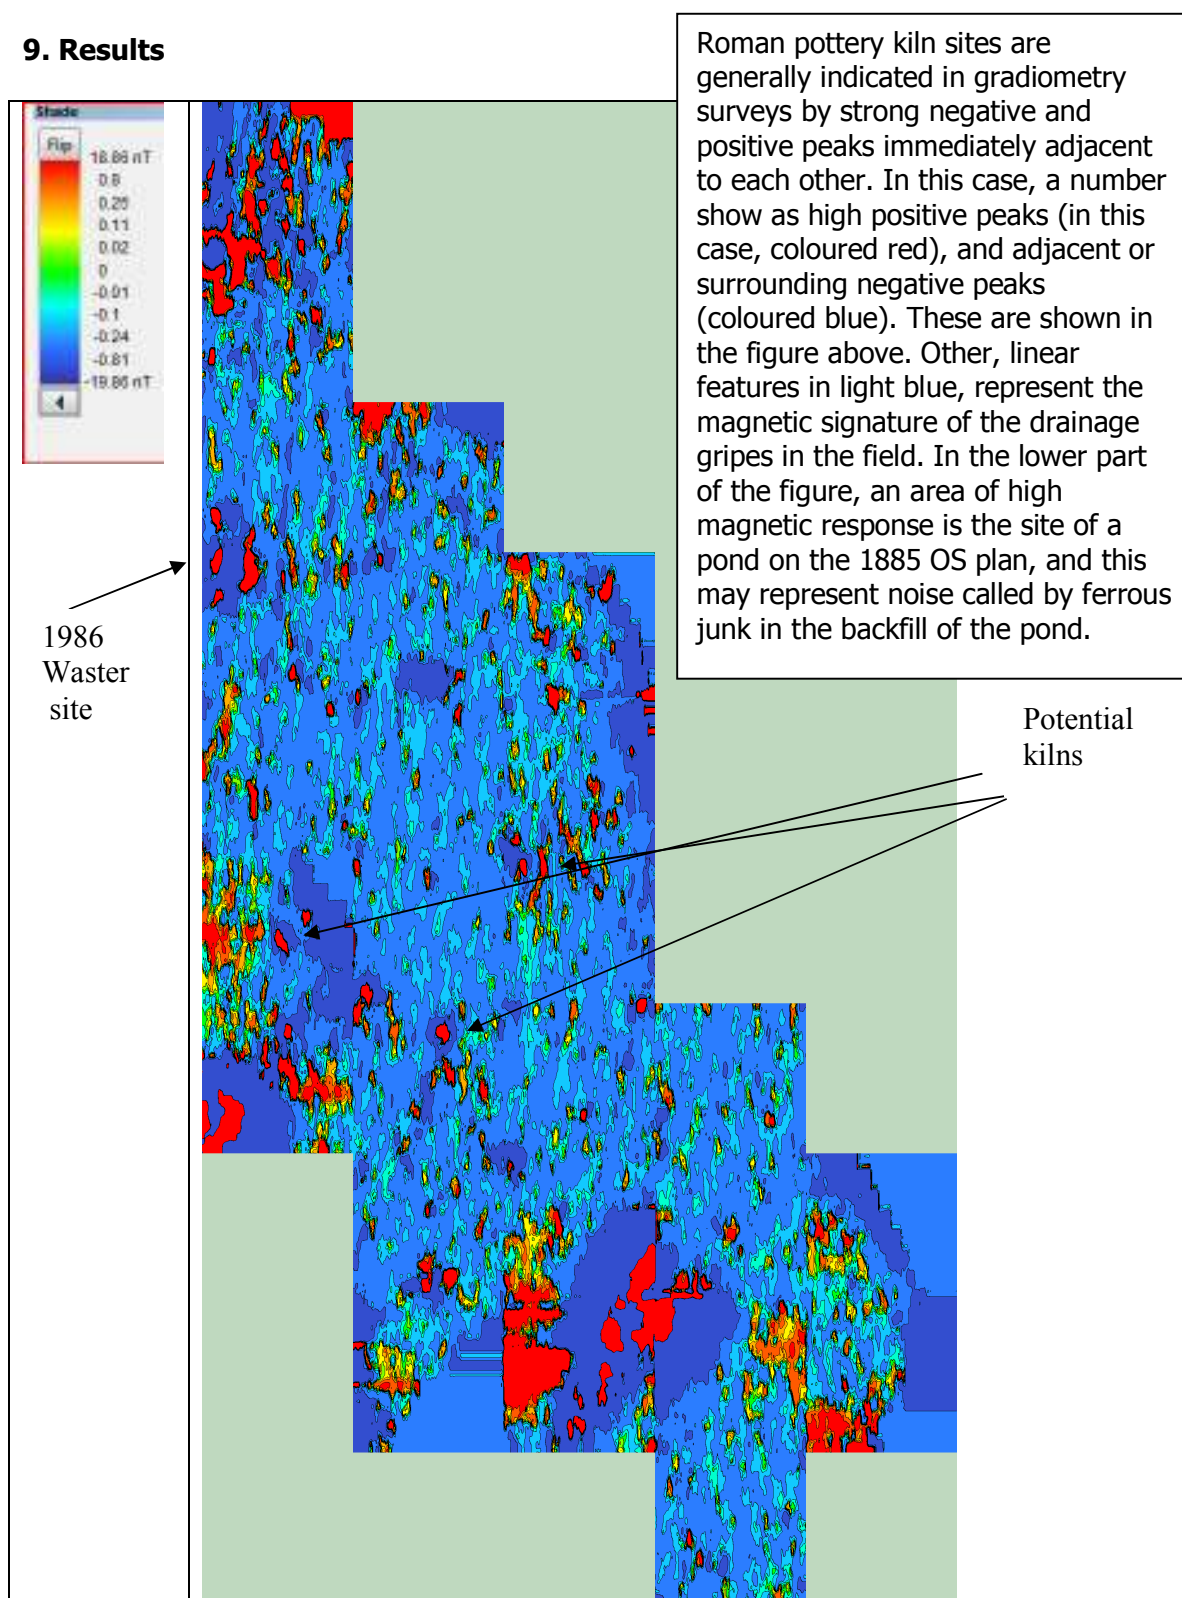 9. Results
Roman pottery kiln sites are
generally indicated in gradiometry
surveys by strong negative and
positive peaks immediately adjacent
to each other. In this case, a number
show as high positive peaks (in this
case, coloured red), and adjacent or
surrounding negative peaks
(coloured blue). These are shown in
the figure above. Other, linear
features in light blue, represent the
magnetic signature of the drainage
gripes in the field. In the lower part
of the figure, an area of high
magnetic response is the site of a
pond on the 1885 OS plan, and this
may represent noise called by ferrous
junk in the backfill of the pond.
Shade
Flip
18.86 nT
0.8
0.25
0.11
0.02
0
-0.01
-0.1
-0.24
-0.81
-19.86 nT
1986
Waster
site
Potential
kilns